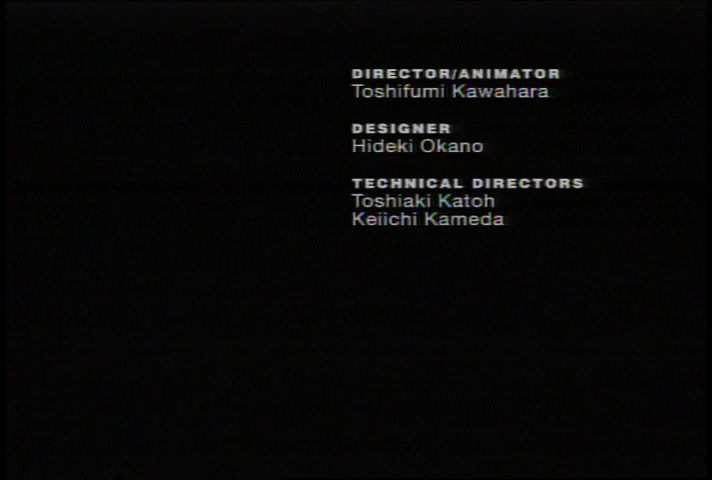 DIRECTOR/ANIMATOR
Toshifumi Kawahara
DESIGNER
Hideki Okano
TECHNICAL DIRECTORS
Toshiaki Katoh
Keiichi Kameda